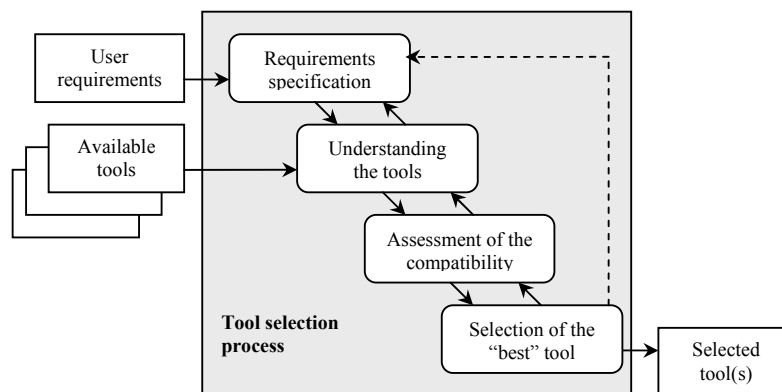 User
requirements
Requirements
specification
Available
tools
Understanding
the tools
Assessment of the
compatibility
Tool selection
process
Selection of the
“best” tool
Selected
tool(s)